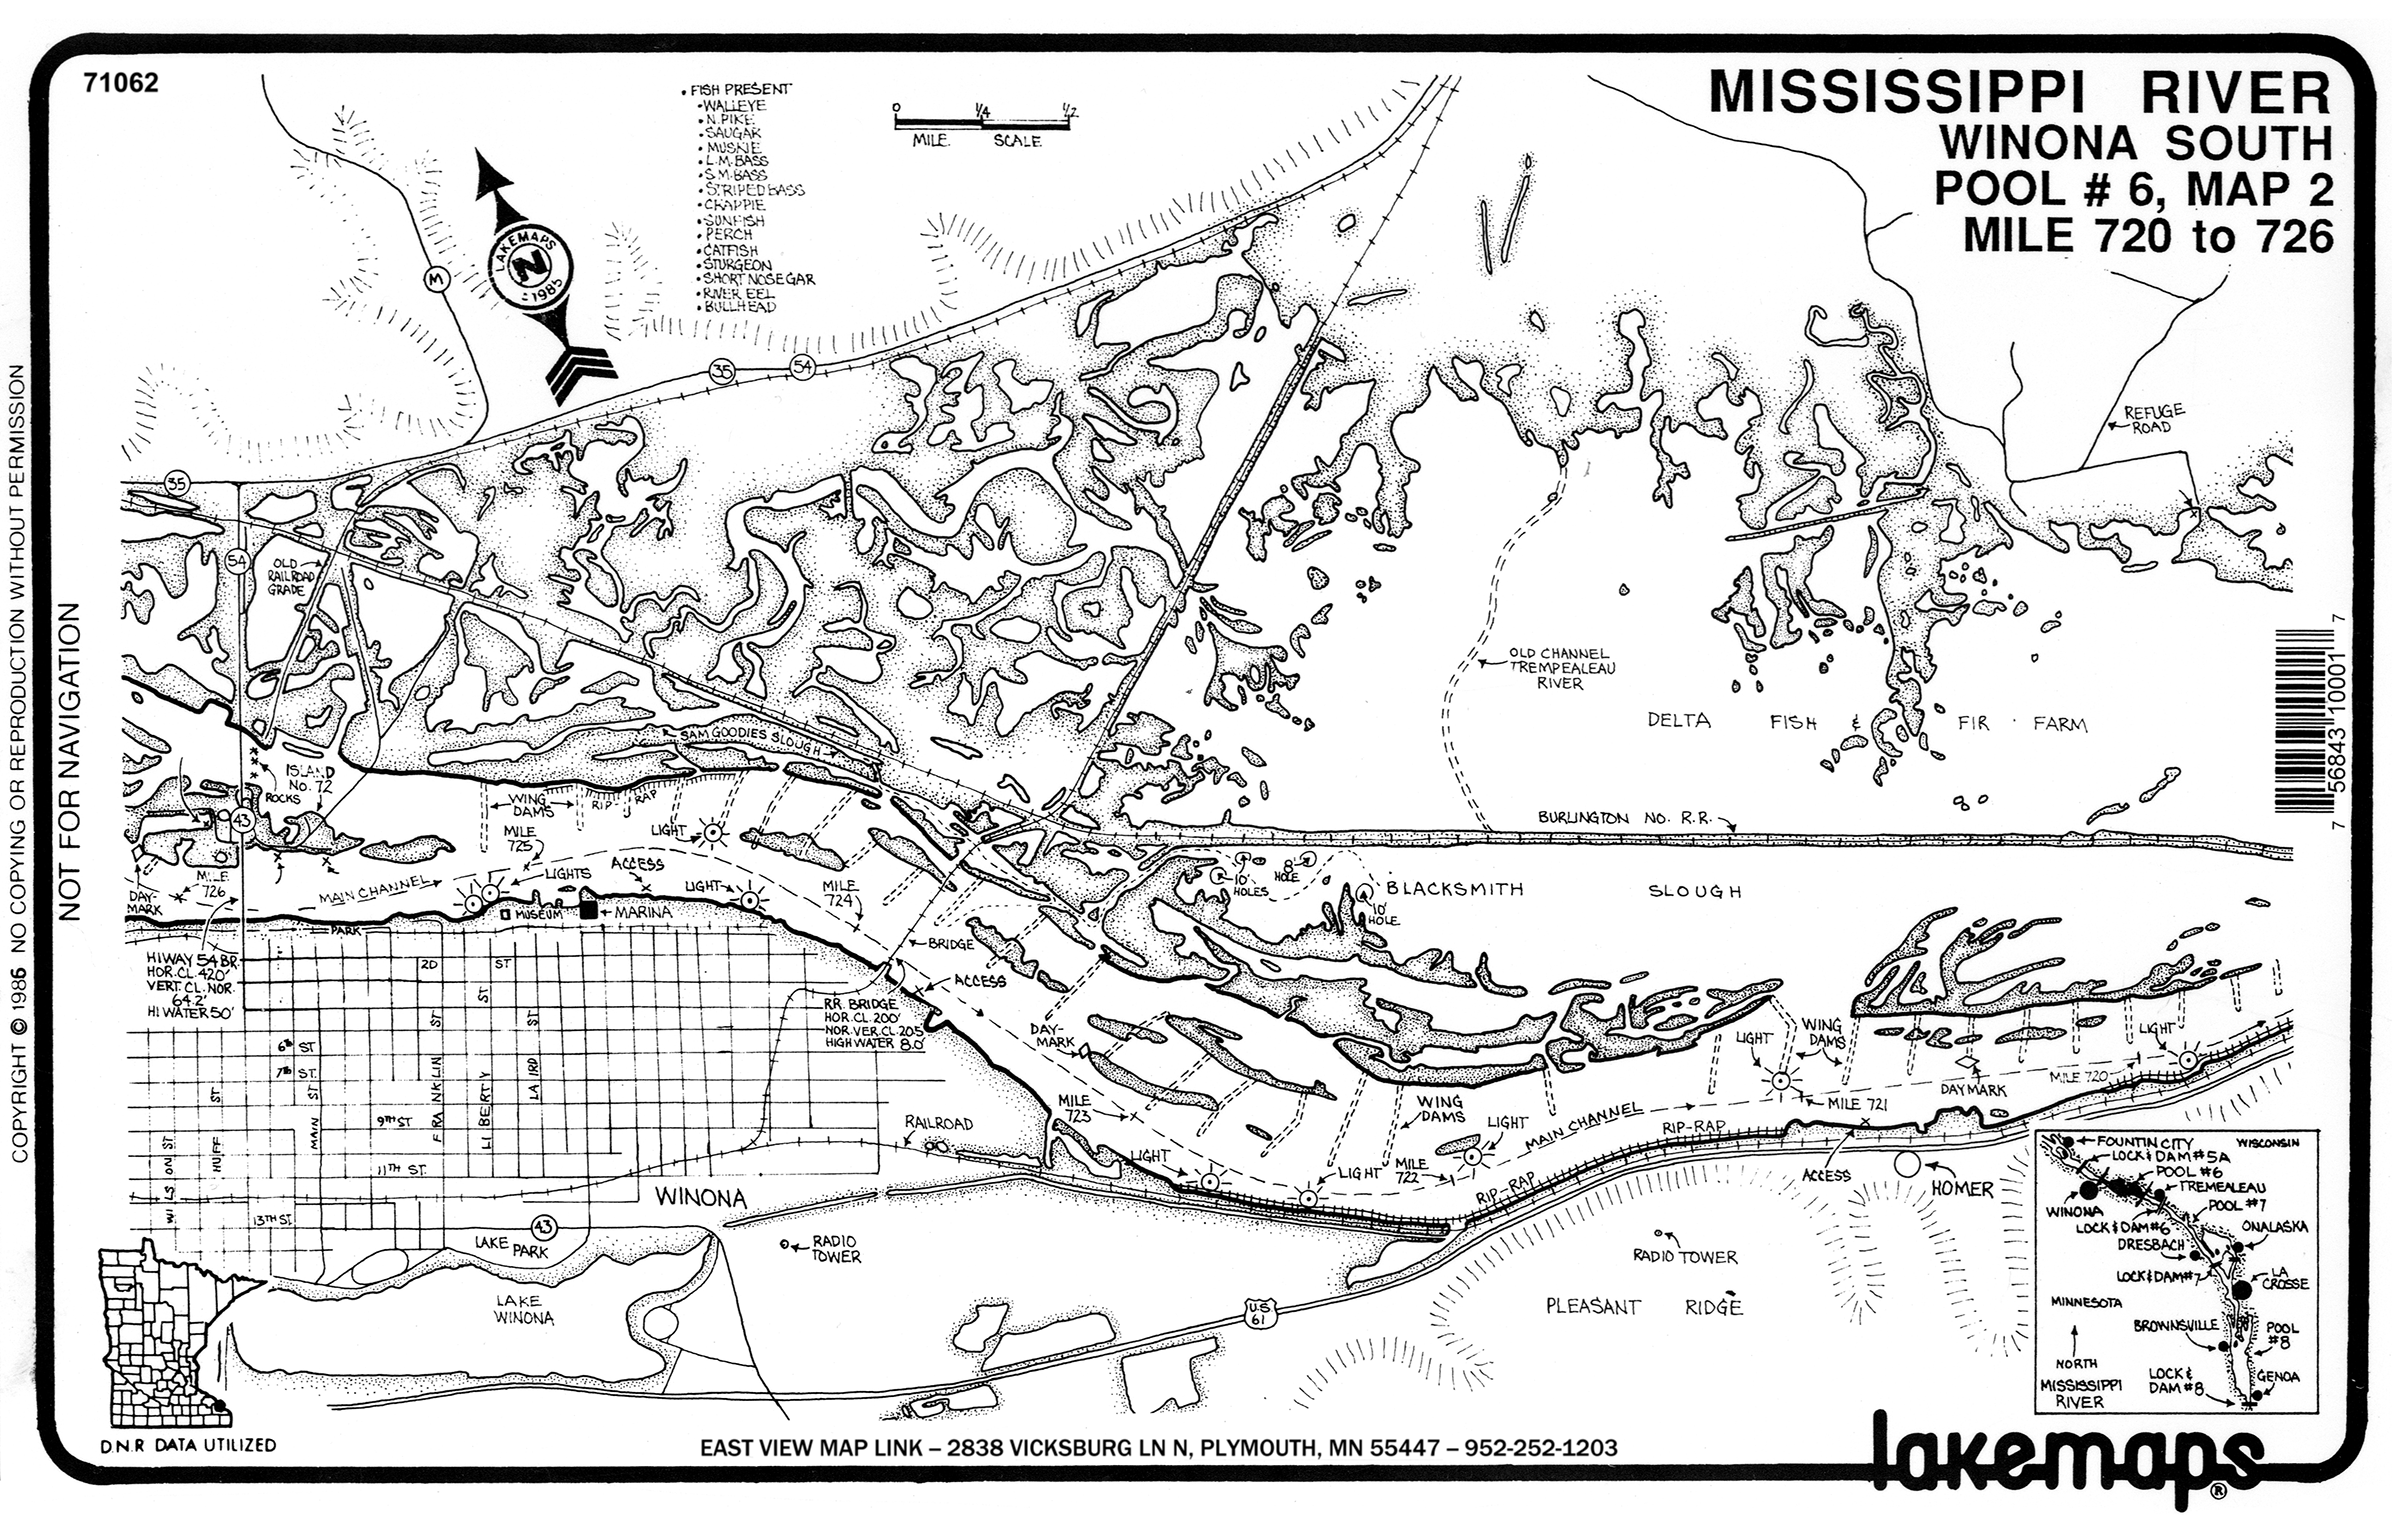 71062
MISSISSIPPI RIVER
WINONA SOUTH
POOL # 6, MAP 2
MILE 720 to 726
• FISH PRESENT
• WALLEYE
• N. PIKE
• SAUGAR
• MUSKIE
• L.M. BASS
• S.M. BASS
• STRIPED BASS
• CRAPPIE
• SUNFISH
• PERCH
• CATFISH
• STURGEON
• SHORT NOSE GAR
• RIVER EEL
• BULLHEAD
0 1/4 1/2
MILE SCALE
LAKEMAPS
N
1985
M
35
54
35
54
OLD
RAILROAD
GRADE
REFUGE
ROAD
OLD CHANNEL
TREMPEALEAU
RIVER
DELTA FISH & FIR FARM
SAM GOODIES SLOUGH
ISLAND
No. 72
ROCKS
43
WING
DAMS
RIP RAP
MILE
725
LIGHT
BURLINGTON NO. R.R.
MILE
726
DAY-
MARK
MAIN CHANNEL
LIGHTS
ACCESS
LIGHT
MILE
724
MUSEUM
MARINA
PARK
10'
HOLES
8'
HOLE
10'
HOLE
BLACKSMITH SLOUGH
BRIDGE
ACCESS
HIWAY 54 BR.
HOR. CL. 420'
VERT. CL. NOR.
64.2'
HI WATER 50'
2D ST
RR. BRIDGE
HOR. CL. 200'
NOR. VER. CL. 20.5
HIGH WATER 8.0'
DAY-
MARK
LIGHT
WING
DAMS
LIGHT
6th ST
7th ST.
9TH ST
11TH ST.
13TH ST.
WILSON ST
HUFF ST
MAIN ST
FRANKLIN ST
LIBERTY ST
LAIRD ST
DAYMARK
MILE 720
MILE 721
MILE
723
WING
DAMS
LIGHT
MAIN CHANNEL
RIP-RAP
RAILROAD
LIGHT
LIGHT
MILE
722
RIP-RAP
ACCESS
HOMER
WINONA
43
LAKE PARK
RADIO
TOWER
RADIO TOWER
LAKE
WINONA
U.S.
61
PLEASANT RIDGE
FOUNTIN CITY
WISCONSIN
LOCK & DAM #5A
POOL #6
TREMEALEAU
POOL #7
WINONA
LOCK & DAM #6
ONALASKA
DRESBACH
LOCK & DAM #7
LA
CROSSE
MINNESOTA
BROWNSVILLE
POOL
#8
NORTH
MISSISSIPPI
RIVER
LOCK &
DAM #8
GENOA
D.N.R DATA UTILIZED
EAST VIEW MAP LINK – 2838 VICKSBURG LN N, PLYMOUTH, MN 55447 – 952-252-1203
lakemaps®
COPYRIGHT © 1986 NO COPYING OR REPRODUCTION WITHOUT PERMISSION
NOT FOR NAVIGATION
7 56843 10001 7